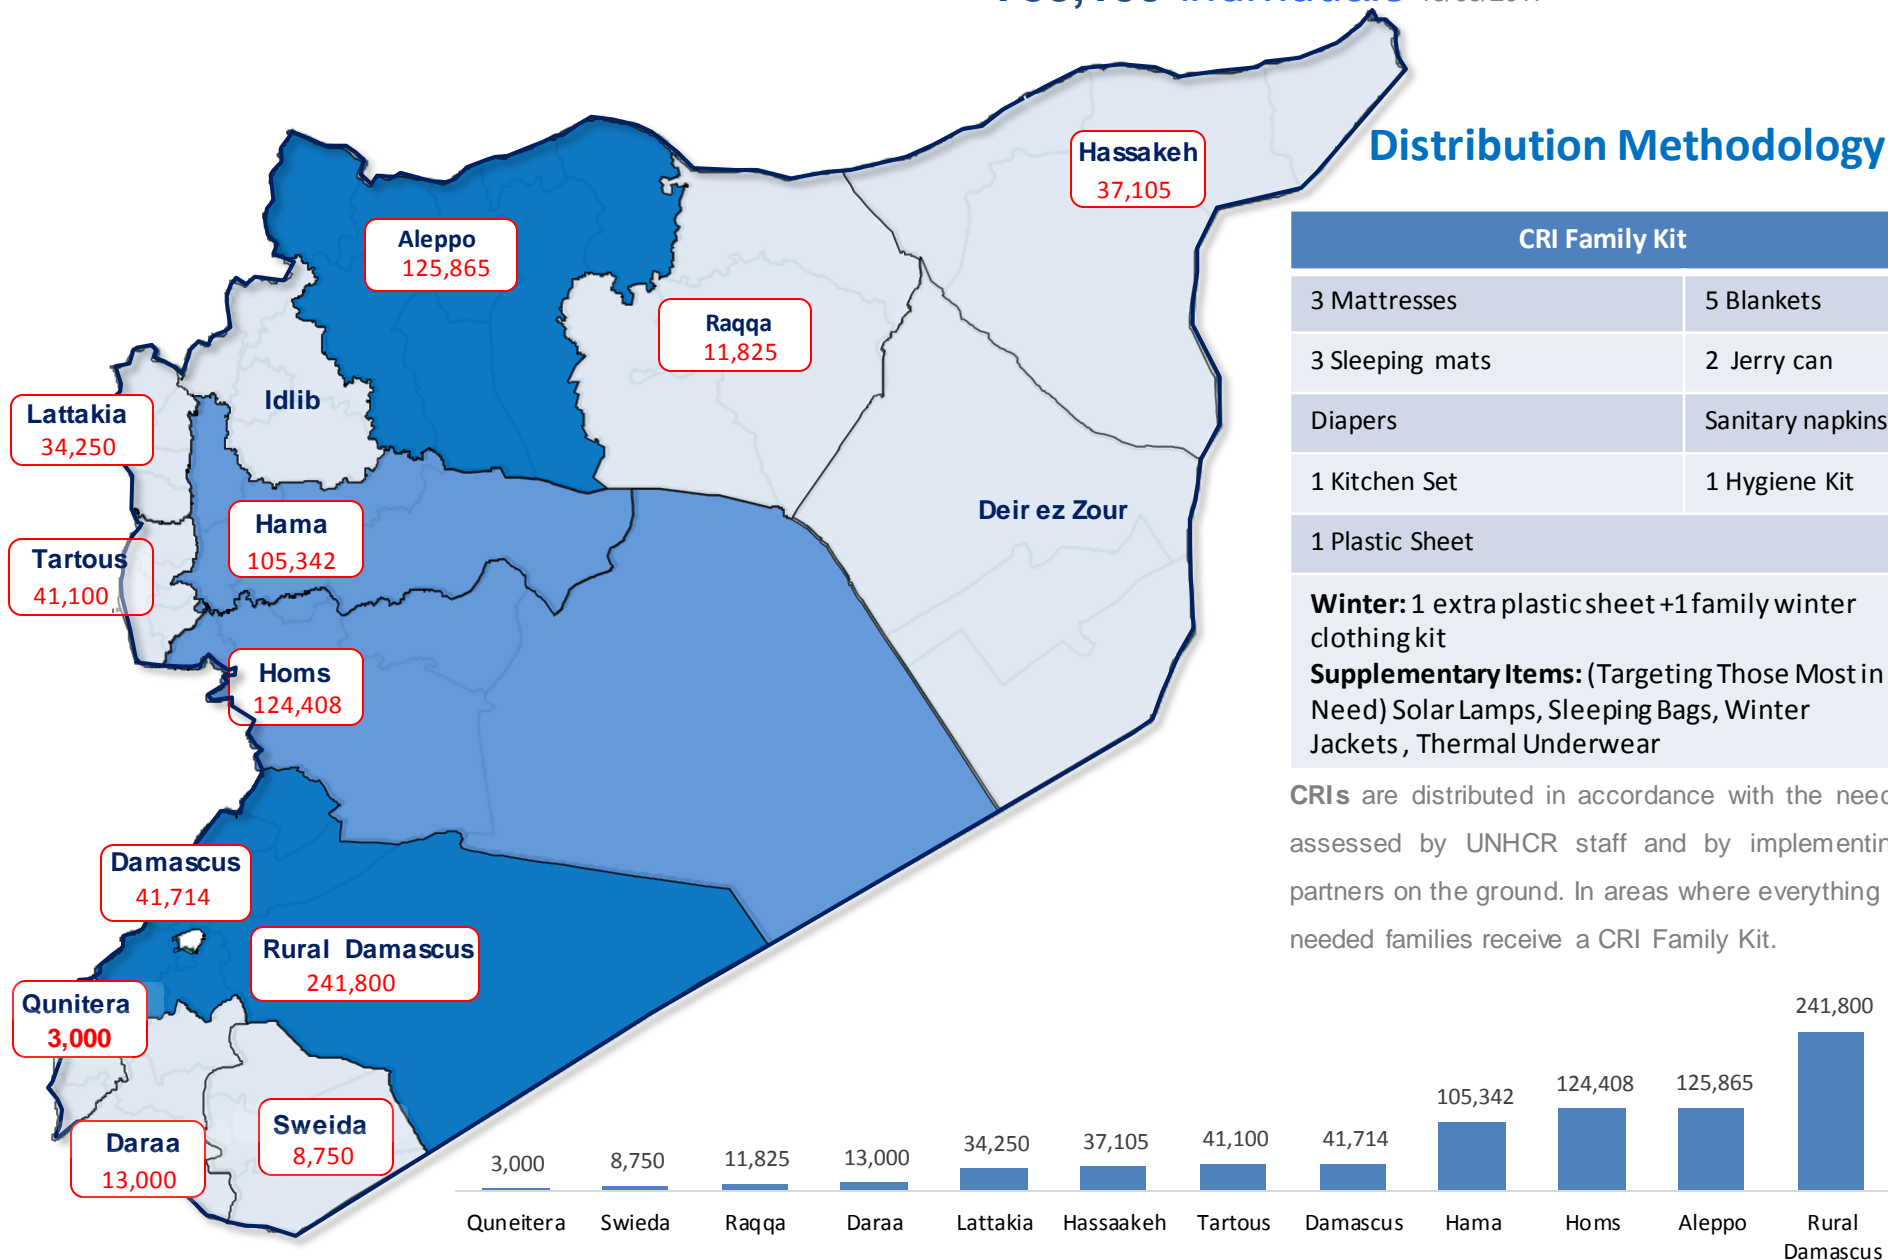 Distribution Methodology
Hassakeh
37,105
Aleppo
125,865
Raqqa
11,825
Idlib
Lattakia
34,250
Deir ez Zour
Hama
105,342
Tartous
41,100
Homs
124,408
Damascus
41,714
Rural Damascus
241,800
Qunitera
3,000
Sweida
8,750
Daraa
13,000
CRI Family Kit
3 Mattresses
5 Blankets
3 Sleeping mats
2 Jerry can
Diapers
Sanitary napkins
1 Kitchen Set
1 Hygiene Kit
1 Plastic Sheet
Winter: 1 extra plastic sheet +1 family winter
clothing kit
Supplementary Items: (Targeting Those Most in
Need) Solar Lamps, Sleeping Bags, Winter
Jackets , Thermal Underwear
CRIs are distributed in accordance with the need
assessed by UNHCR staff and by implementin
partners on the ground. In areas where everything
needed families receive a CRI Family Kit.
3,000
8,750
11,825
13,000
34,250
37,105
41,100
41,714
105,342
124,408
125,865
241,800
Quneitera
Swieda
Raqqa
Daraa
Lattakia
Hassaakeh
Tartous
Damascus
Hama
Homs
Aleppo
Rural
Damascus